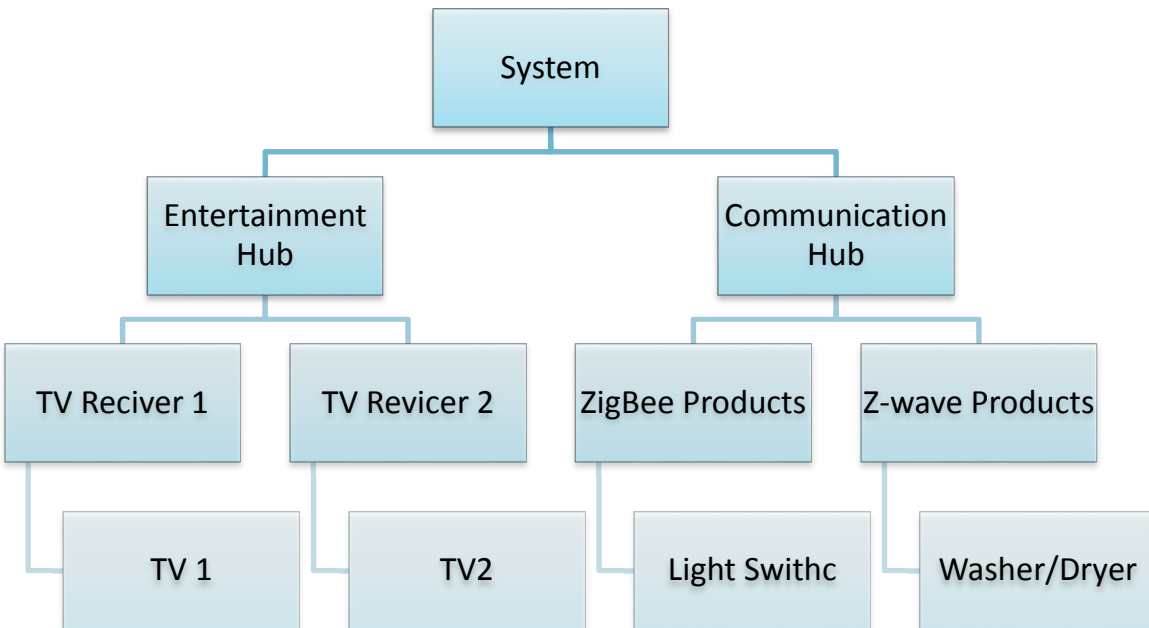 System
Entertainment
Hub
Communication
Hub
TV Reciver 1
TV Revicer 2
ZigBee Products
Z-wave Products
TV 1
TV2
Light Swithc
Washer/Dryer